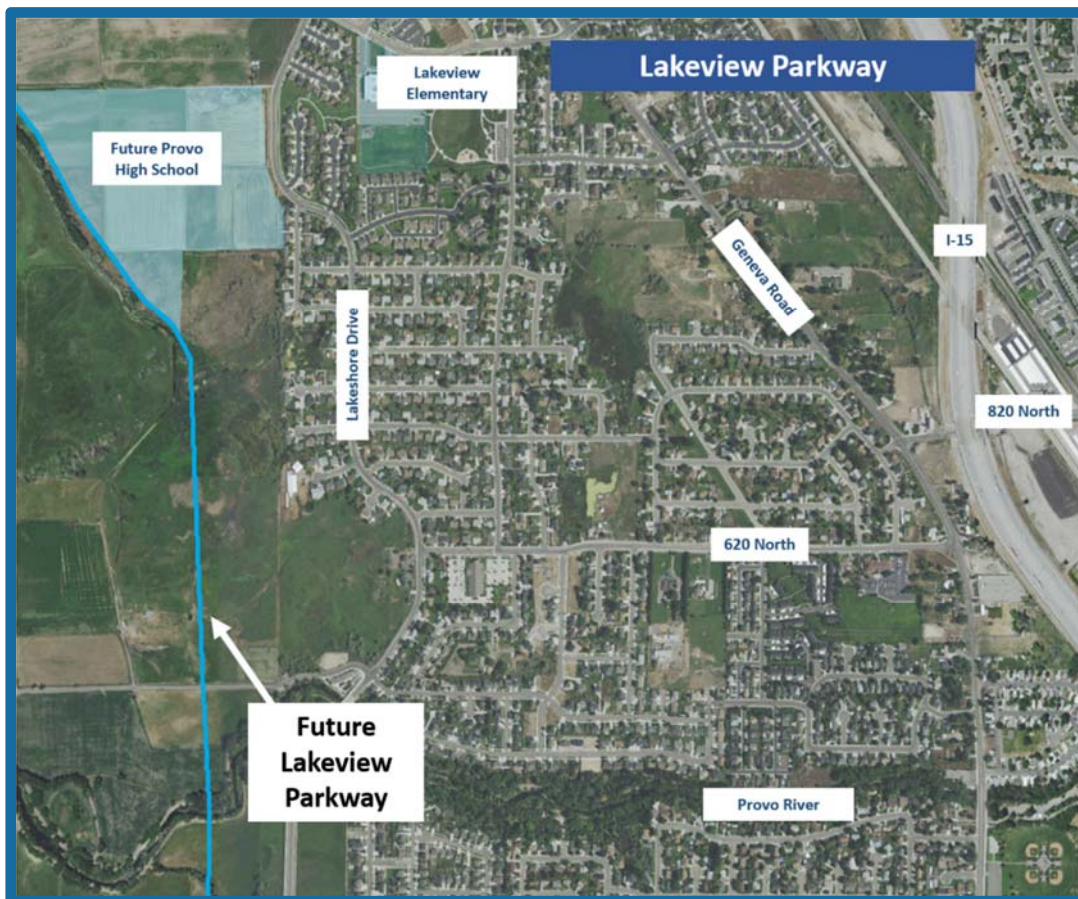 Lakeview Parkway
Lakeview
Elementary
Future Provo
High School
I-15
Geneva Road
Lakeshore Drive
820 North
620 North
Future
Lakeview
Parkway
Provo River